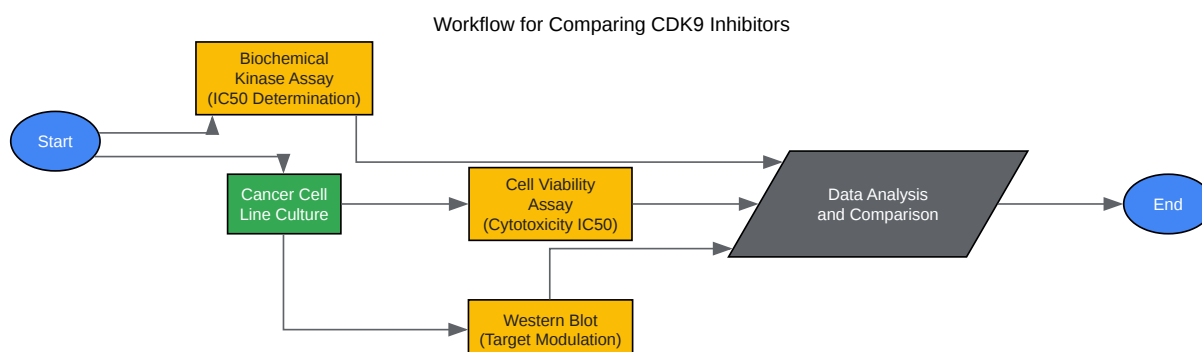 Workflow for Comparing CDK9 Inhibitors
Biochemical
Kinase Assay
(IC50 Determination)
Start
Cancer Cell
Line Culture
Cell Viability
Assay
(Cytotoxicity IC50)
Data Analysis
and Comparison
End
Western Blot
(Target Modulation)